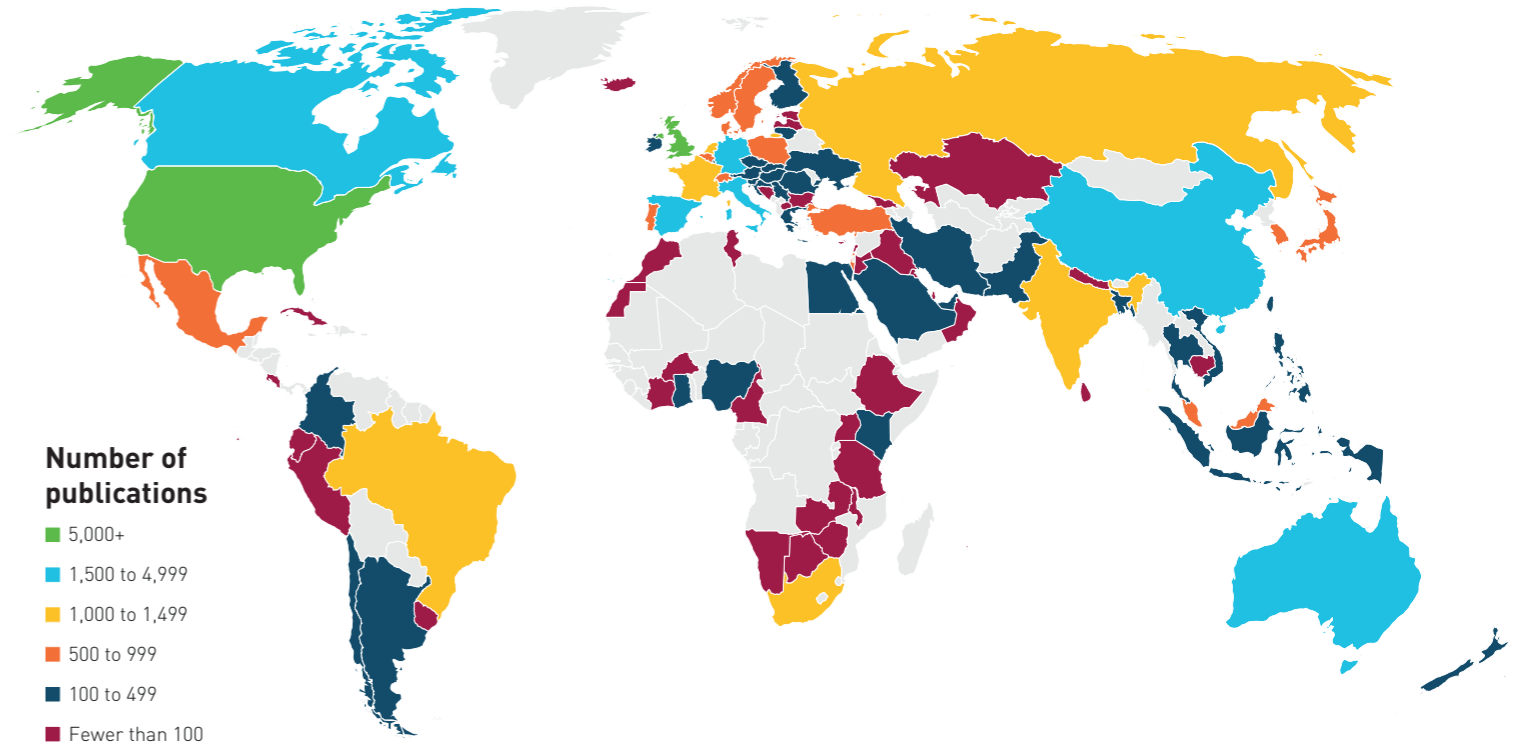 Number of
publications
5,000+
1,500 to 4,999
1,000 to 1,499
500 to 999
100 to 499
Fewer than 100